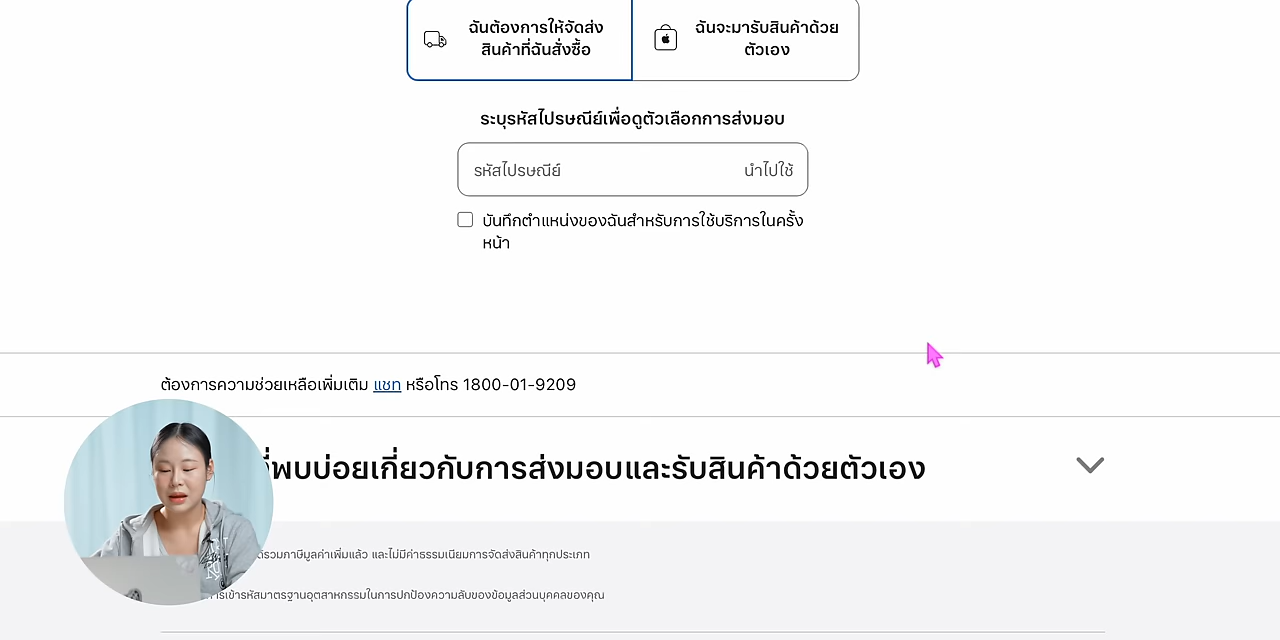 ฉันต้องการให้จัดส่ง
สินค้าที่ฉันสั่งซื้อ
ฉันจะมารับสินค้าด้วย
ตัวเอง
ระบุรหัสไปรษณีย์เพื่อดูตัวเลือกการส่งมอบ
รหัสไปรษณีย์ นำไปใช้
บันทึกตำแหน่งของฉันสำหรับการใช้บริการในครั้ง
หน้า
ต้องการความช่วยเหลือเพิ่มเติม แชท หรือโทร 1800-01-9209
ที่พบบ่อยเกี่ยวกับการส่งมอบและรับสินค้าด้วยตัวเอง
รวมภาษีมูลค่าเพิ่มแล้ว และไม่มีค่าธรรมเนียมการจัดส่งสินค้าทุกประเภท
การเข้ารหัสมาตรฐานอุตสาหกรรมในการปกป้องความลับของข้อมูลส่วนบุคคลของคุณ